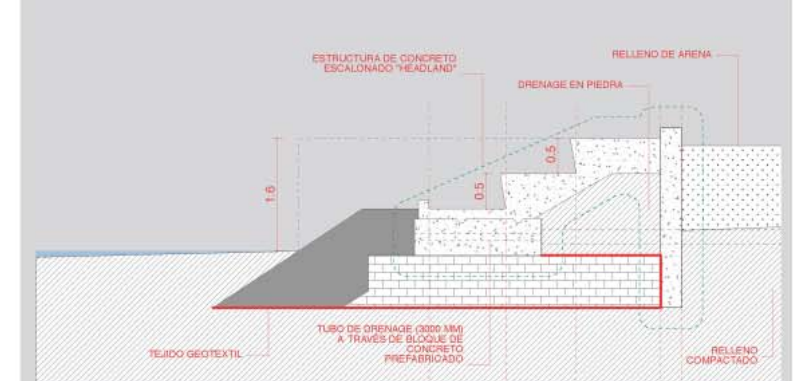 ESTRUCTURA DE CONCRETO
ESCALONADO "HEADLAND"
RELLENO DE ARENA
DRENAGE EN PIEDRA
1.6
0.5
0.5
TEJIDO GEOTEXTIL
TUBO DE DRENAGE (3000 MM)
A TRAVÉS DE BLOQUE DE
CONCRETO
PREFABRICADO
RELLENO
COMPACTADO